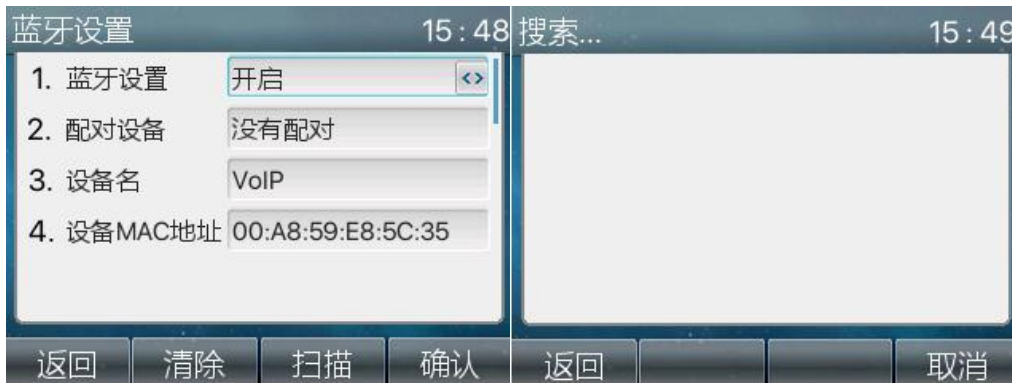 蓝牙设置 15:48
1. 蓝牙设置 开启 <>
2. 配对设备 没有配对
3. 设备名 VoIP
4. 设备MAC地址 00:A8:59:E8:5C:35
返回 清除 扫描 确认
搜索... 15:49
返回 取消